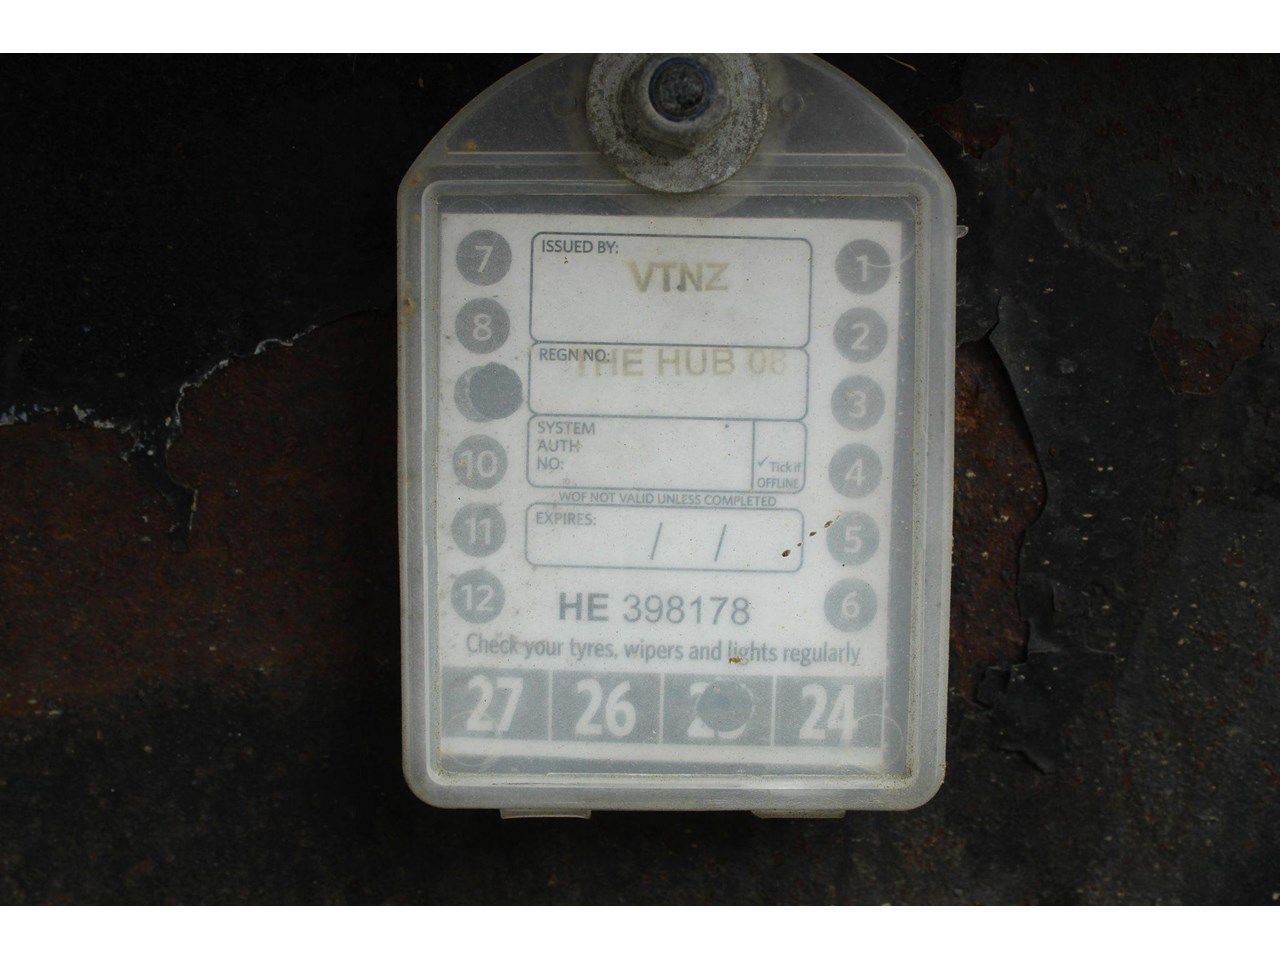 ISSUED BY:
VTNZ
REGN NO:
THE HUB 08
SYSTEM
AUTH
NO:
✓ Tick if
OFFLINE
WOF NOT VALID UNLESS COMPLETED
EXPIRES:
/ /
HE 398178
Check your tyres, wipers and lights regularly
7
8
10
11
12
1
2
3
4
5
6
27 26 24